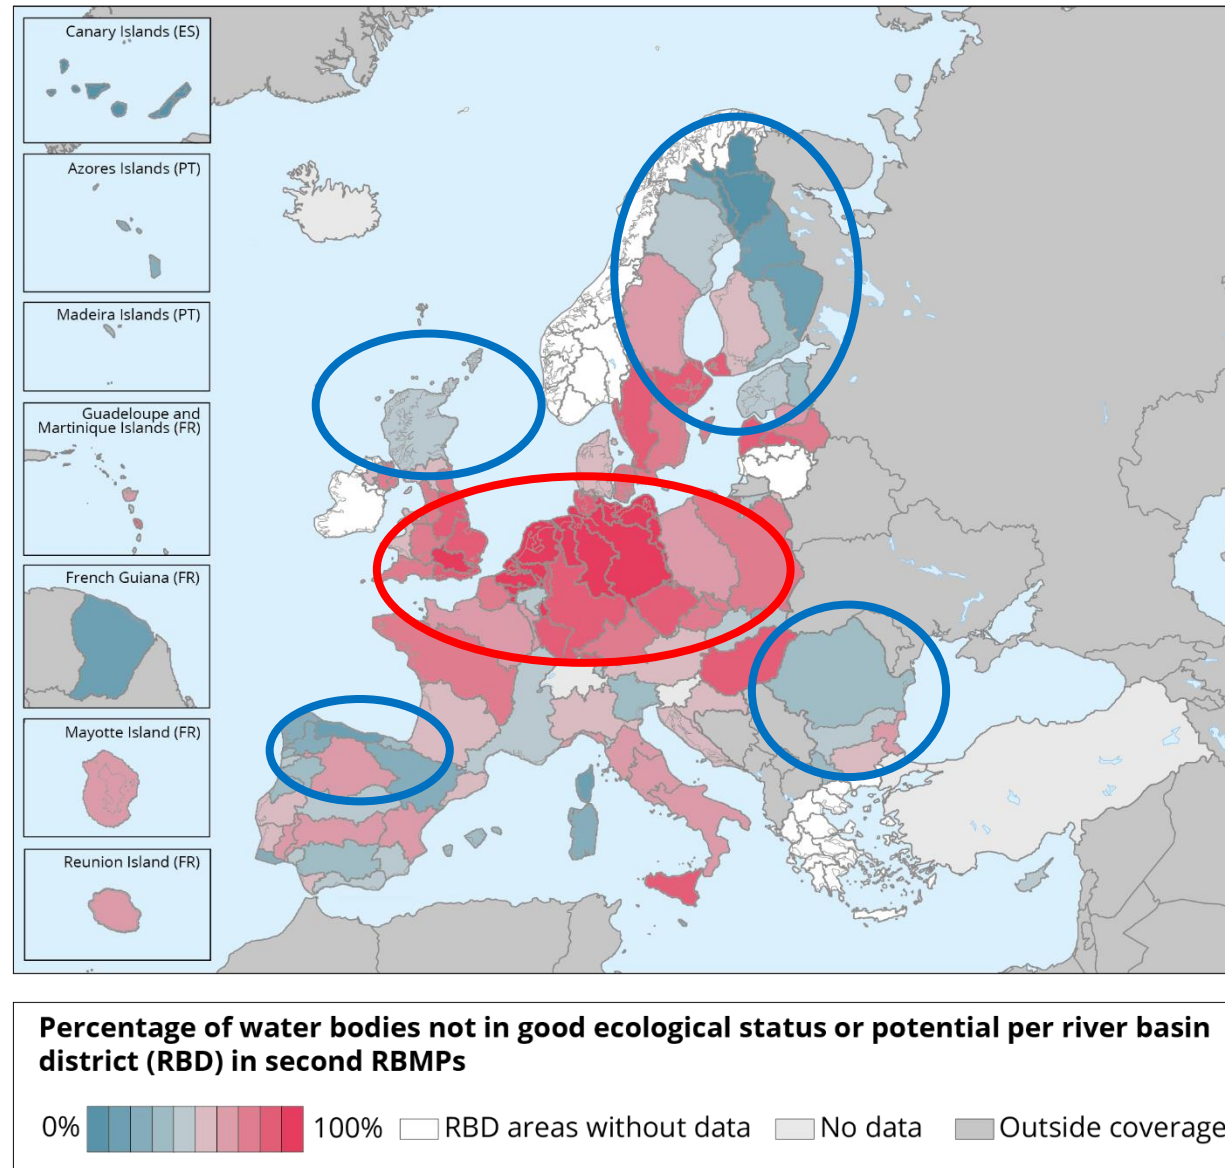 Canary Islands (ES)
Azores Islands (PT)
Madeira Islands (PT)
Guadeloupe and
Martinique Islands (FR)
French Guiana (FR)
Mayotte Island (FR)
Reunion Island (FR)
Percentage of water bodies not in good ecological status or potential per river basin
district (RBD) in second RBMPs
0% 100% RBD areas without data No data Outside coverage